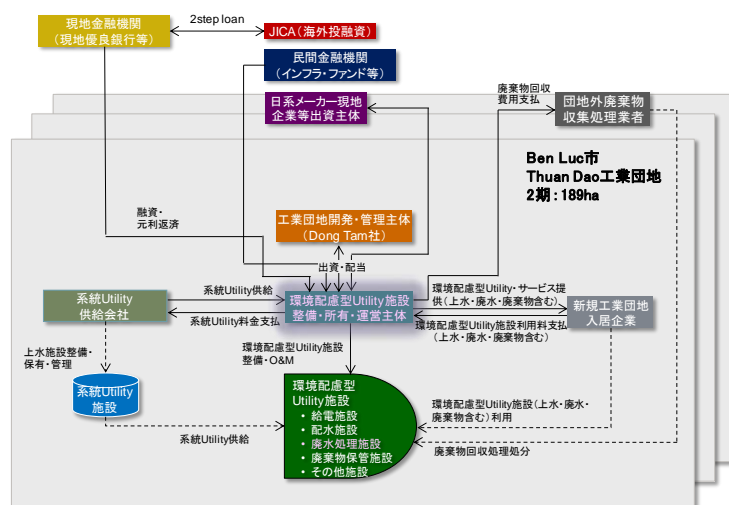 現地金融機関
（現地優良銀行等）
2step loan
JICA（海外投融資）
民間金融機関
（インフラ・ファンド等）
日系メーカー現地
企業等出資主体
廃棄物回収
費用支払
団地外廃棄物
収集処理業者
Ben Luc市
Thuan Dao工業団地
2期：189ha
融資・
元利返済
工業団地開発・管理主体
（Dong Tam社）
出資・配当
系統Utility
供給会社
系統Utility供給
系統Utility料金支払
環境配慮型Utility施設
整備・所有・運営主体
環境配慮型Utility・サービス提
供（上水・廃水・廃棄物含む）
環境配慮型Utility施設利用料支払
（上水・廃水・廃棄物含む）
新規工業団地
入居企業
上水施設整備・
保有・管理
環境配慮型Utility施設
整備・O&M
系統Utility
施設
系統Utility供給
環境配慮型
Utility施設
・給電施設
・配水施設
・廃水処理施設
・廃棄物保管施設
・その他施設
環境配慮型Utility施設（上水・廃水・
廃棄物含む）利用
廃棄物回収処理処分